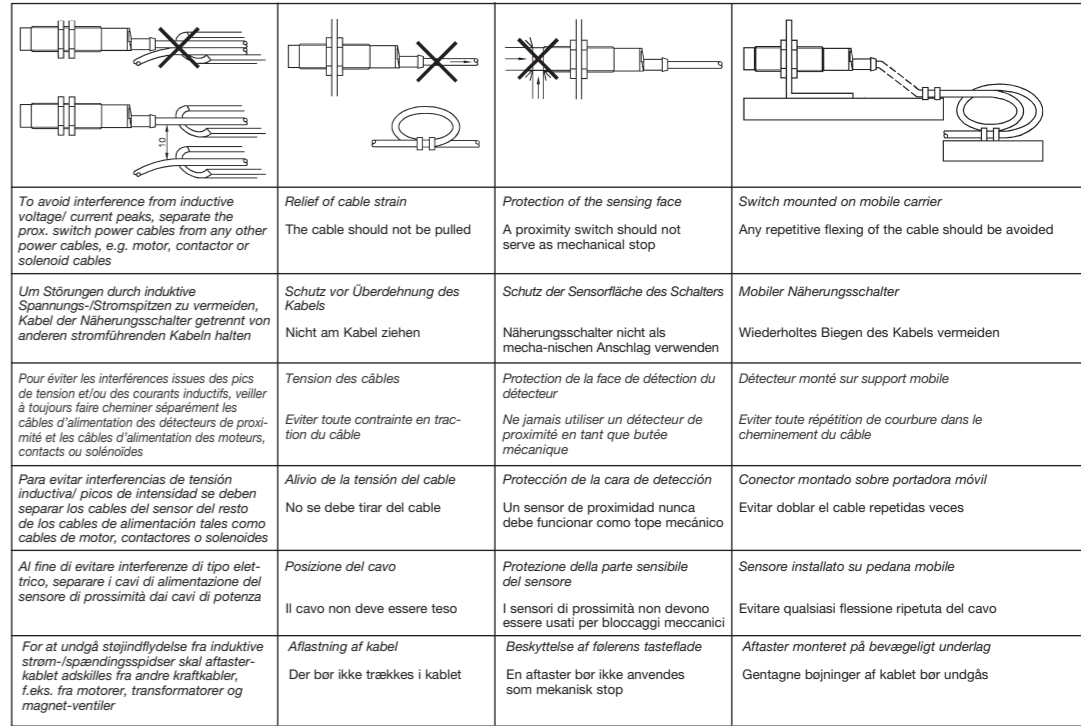 10
To avoid interference from inductive
voltage/ current peaks, separate the
prox. switch power cables from any other
power cables, e.g. motor, contactor or
solenoid cables
Relief of cable strain
The cable should not be pulled
Protection of the sensing face
A proximity switch should not
serve as mechanical stop
Switch mounted on mobile carrier
Any repetitive flexing of the cable should be avoided
Um Störungen durch induktive
Spannungs-/Stromspitzen zu vermeiden,
Kabel der Näherungsschalter getrennt von
anderen stromführenden Kabeln halten
Schutz vor Überdehnung des
Kabels
Nicht am Kabel ziehen
Schutz der Sensorfläche des Schalters
Näherungsschalter nicht als
mecha-nischen Anschlag verwenden
Mobiler Näherungsschalter
Wiederholtes Biegen des Kabels vermeiden
Pour éviter les interférences issues des pics
de tension et/ou des courants inductifs, veiller
à toujours faire cheminer séparément les
câbles d'alimentation des détecteurs de proxi-
mité et les câbles d'alimentation des moteurs,
contacts ou solénoïdes
Tension des câbles
Eviter toute contrainte en trac-
tion du câble
Protection de la face de détection du
détecteur
Ne jamais utiliser un détecteur de
proximité en tant que butée
mécanique
Détecteur monté sur support mobile
Eviter toute répétition de courbure dans le
cheminement du câble
Para evitar interferencias de tensión
inductiva/ picos de intensidad se deben
separar los cables del sensor del resto
de los cables de alimentación tales como
cables de motor, contactores o solenoides
Alivio de la tensión del cable
No se debe tirar del cable
Protección de la cara de detección
Un sensor de proximidad nunca
debe funcionar como tope mecánico
Conector montado sobre portadora móvil
Evitar doblar el cable repetidas veces
Al fine di evitare interferenze di tipo elet-
trico, separare i cavi di alimentazione del
sensore di prossimità dai cavi di potenza
Posizione del cavo
Il cavo non deve essere teso
Protezione della parte sensibile
del sensore
I sensori di prossimità non devono
essere usati per bloccaggi meccanici
Sensore installato su pedana mobile
Evitare qualsiasi flessione ripetuta del cavo
For at undgå støjindflydelse fra induktive
strøm-/spændingsspidser skal aftaster-
kablet adskilles fra andre kraftkabler,
f.eks. fra motorer, transformatorer og
magnet-ventiler
Aflastning af kabel
Der bør ikke trækkes i kablet
Beskyttelse af følerens tasteflade
En aftaster bør ikke anvendes
som mekanisk stop
Aftaster monteret på bevægeligt underlag
Gentagne bøjninger af kablet bør undgås